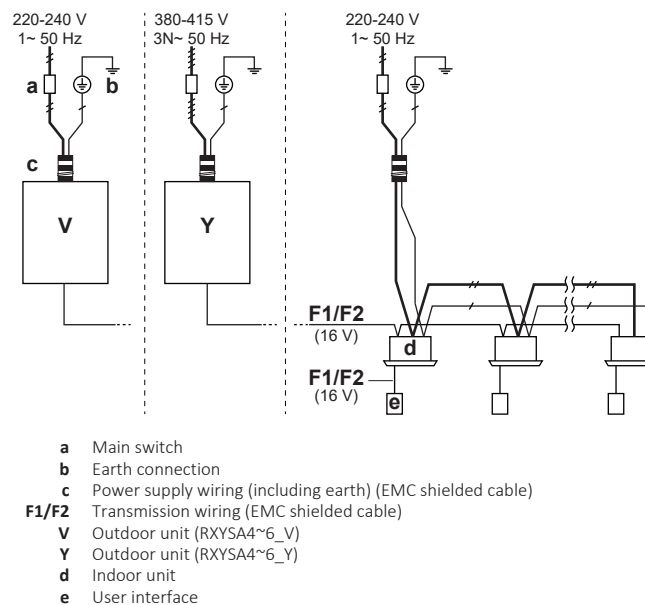 220-240 V
1~ 50 Hz
380-415 V
3N~ 50 Hz
220-240 V
1~ 50 Hz
a
b
c
V
Y
F1/F2
(16 V)
d
F1/F2
(16 V)
e
a Main switch
b Earth connection
c Power supply wiring (including earth) (EMC shielded cable)
F1/F2 Transmission wiring (EMC shielded cable)
V Outdoor unit (RXYSA4~6_V)
Y Outdoor unit (RXYSA4~6_Y)
d Indoor unit
e User interface